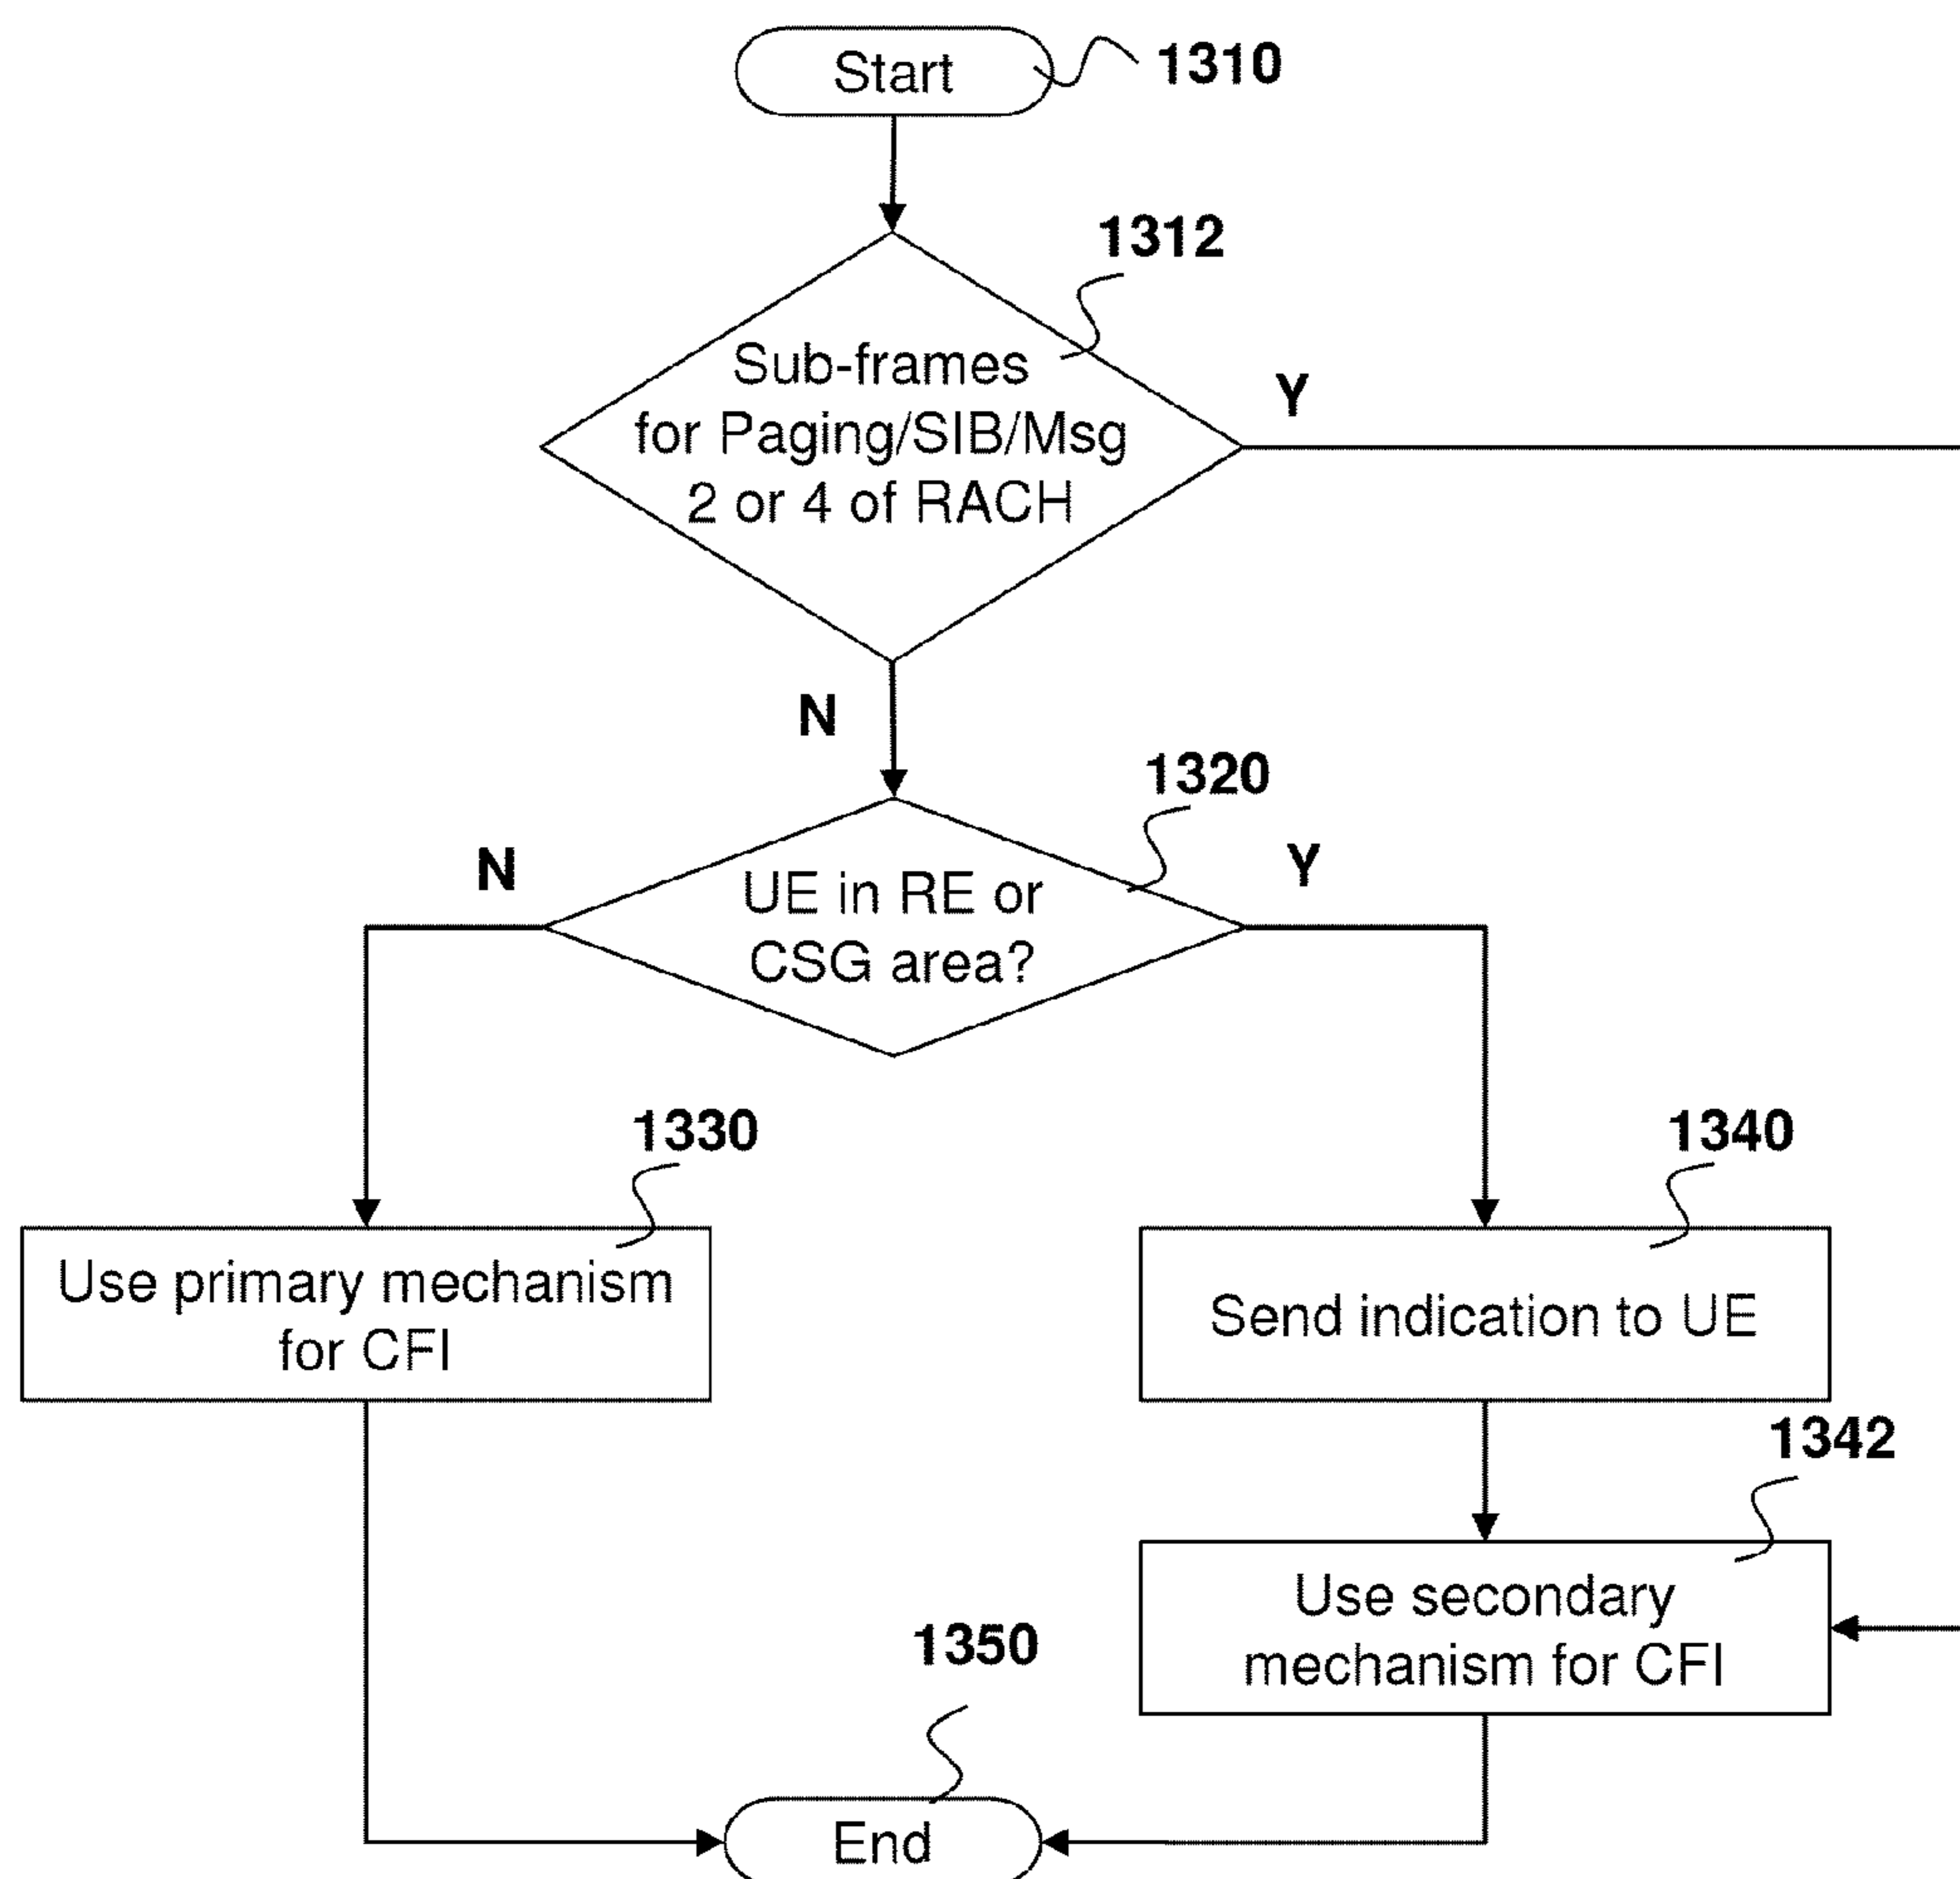 Start
1310
1312
Sub-frames
for Paging/SIB/Msg
2 or 4 of RACH
Y
N
1320
N
UE in RE or
CSG area?
Y
1330
1340
Use primary mechanism
for CFI
Send indication to UE
1342
Use secondary
mechanism for CFI
1350
End